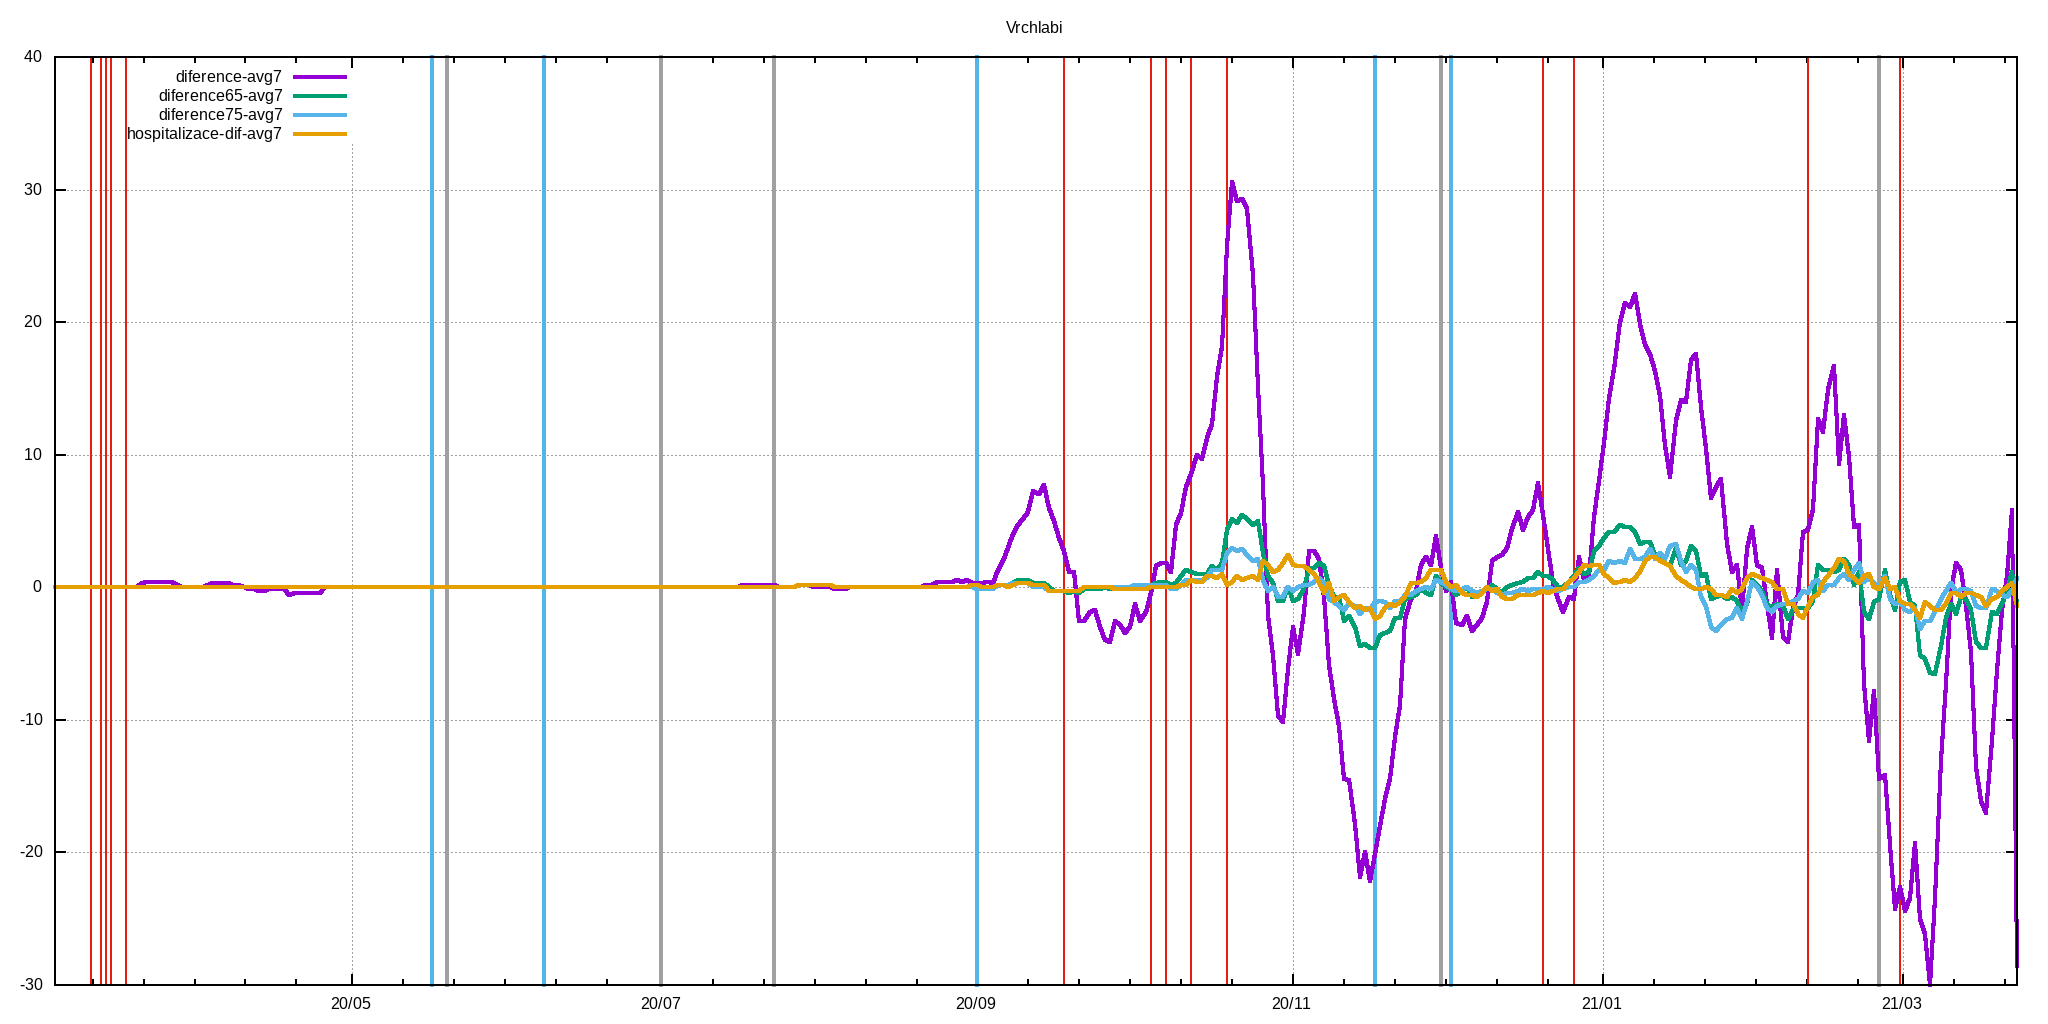 Vrchlabi
diference-avg7
diference65-avg7
diference75-avg7
hospitalizace-dif-avg7
40
30
20
10
0
-10
-20
-30
20/05 20/07 20/09 20/11 21/01 21/03